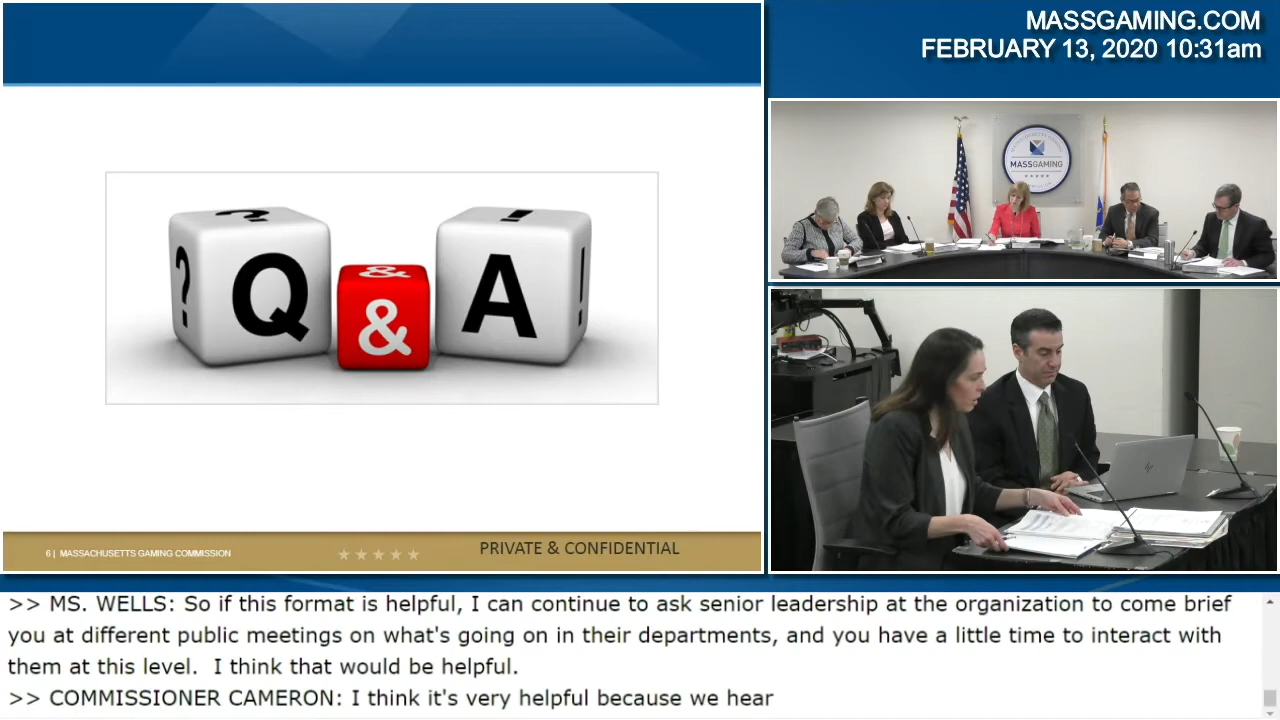 MASSGAMING.COM
FEBRUARY 13, 2020 10:31am
? Q & & ! A !
MASSGAMING
hp
6 | MASSACHUSETTS GAMING COMMISSION
PRIVATE & CONFIDENTIAL
>> MS. WELLS: So if this format is helpful, I can continue to ask senior leadership at the organization to come brief
you at different public meetings on what's going on in their departments, and you have a little time to interact with
them at this level.  I think that would be helpful.
>> COMMISSIONER CAMERON: I think it's very helpful because we hear